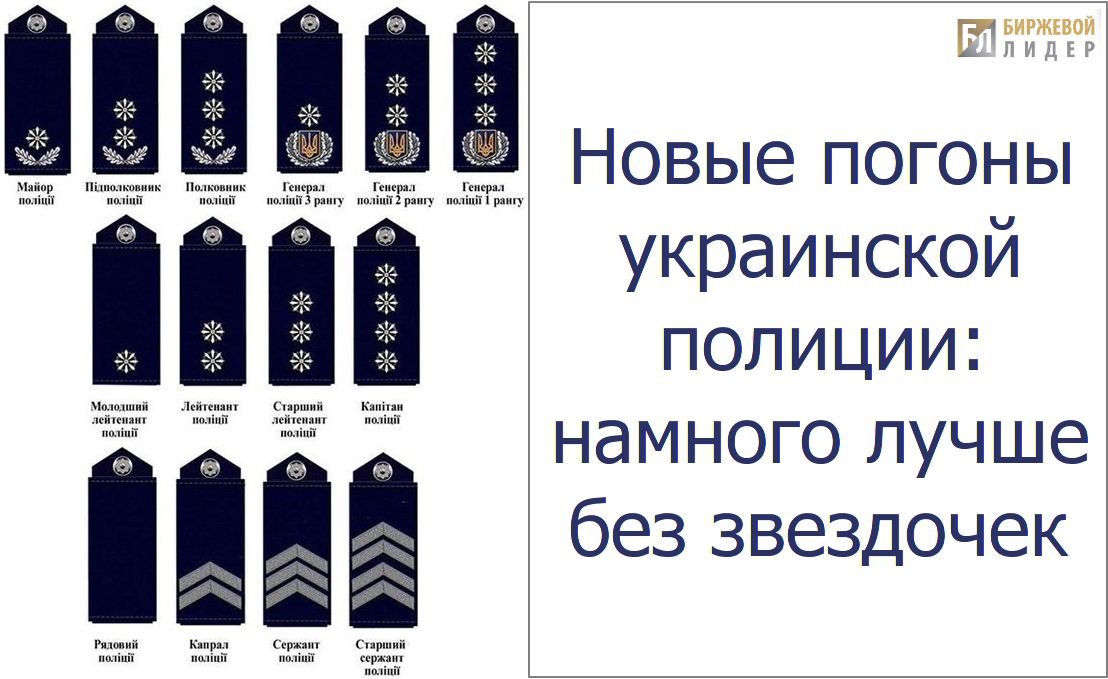 Майор
поліції
Підполковник
поліції
Полковник
поліції
Генерал
поліції 3 рангу
Генерал
поліції 2 рангу
Генерал
поліції 1 рангу
Молодший
лейтенант
поліції
Лейтенант
поліції
Старший
лейтенант
поліції
Капітан
поліції
Рядовий
поліції
Капрал
поліції
Сержант
поліції
Старший
сержант
поліції
БЛ
БИРЖЕВОЙ
ЛИДЕР
Новые погоны
украинской
полиции:
намного лучше
без звездочек